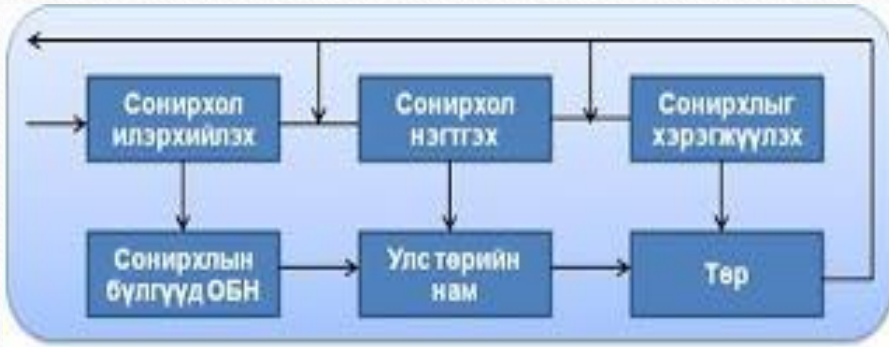 Сонирхол
илэрхийлэх
Сонирхол
нэгтгэх
Сонирхлыг
хэрэгжүүлэх
Сонирхлын
бүлгүүд ОБН
Улс төрийн
нам
Төр